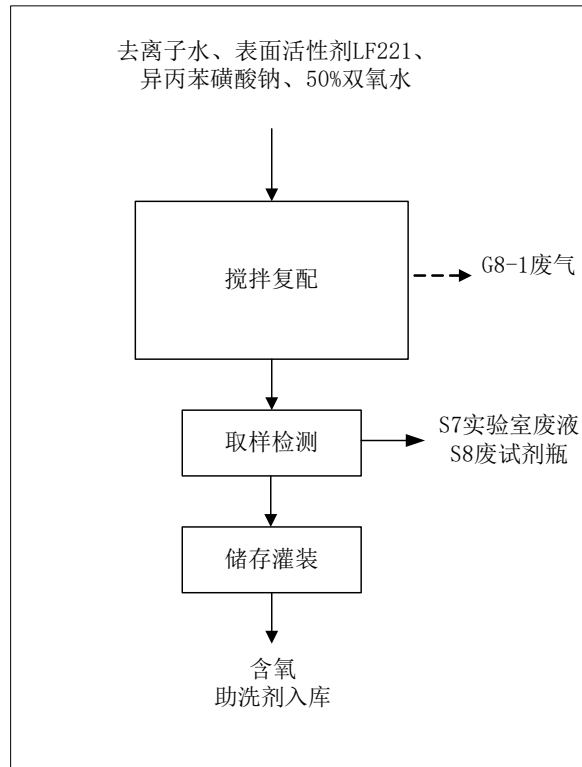 去离子水、表面活性剂LF221、
异丙苯磺酸钠、50%双氧水
搅拌复配
G8-1废气
取样检测
S7实验室废液
S8废试剂瓶
储存灌装
含氧
助洗剂入库